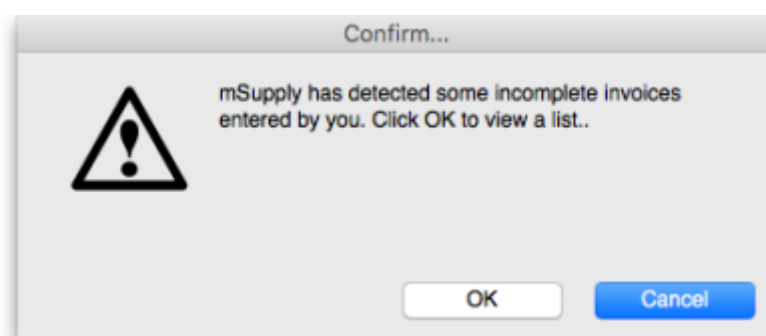 Confirm...
mSupply has detected some incomplete invoices
entered by you. Click OK to view a list..
OK
Cancel